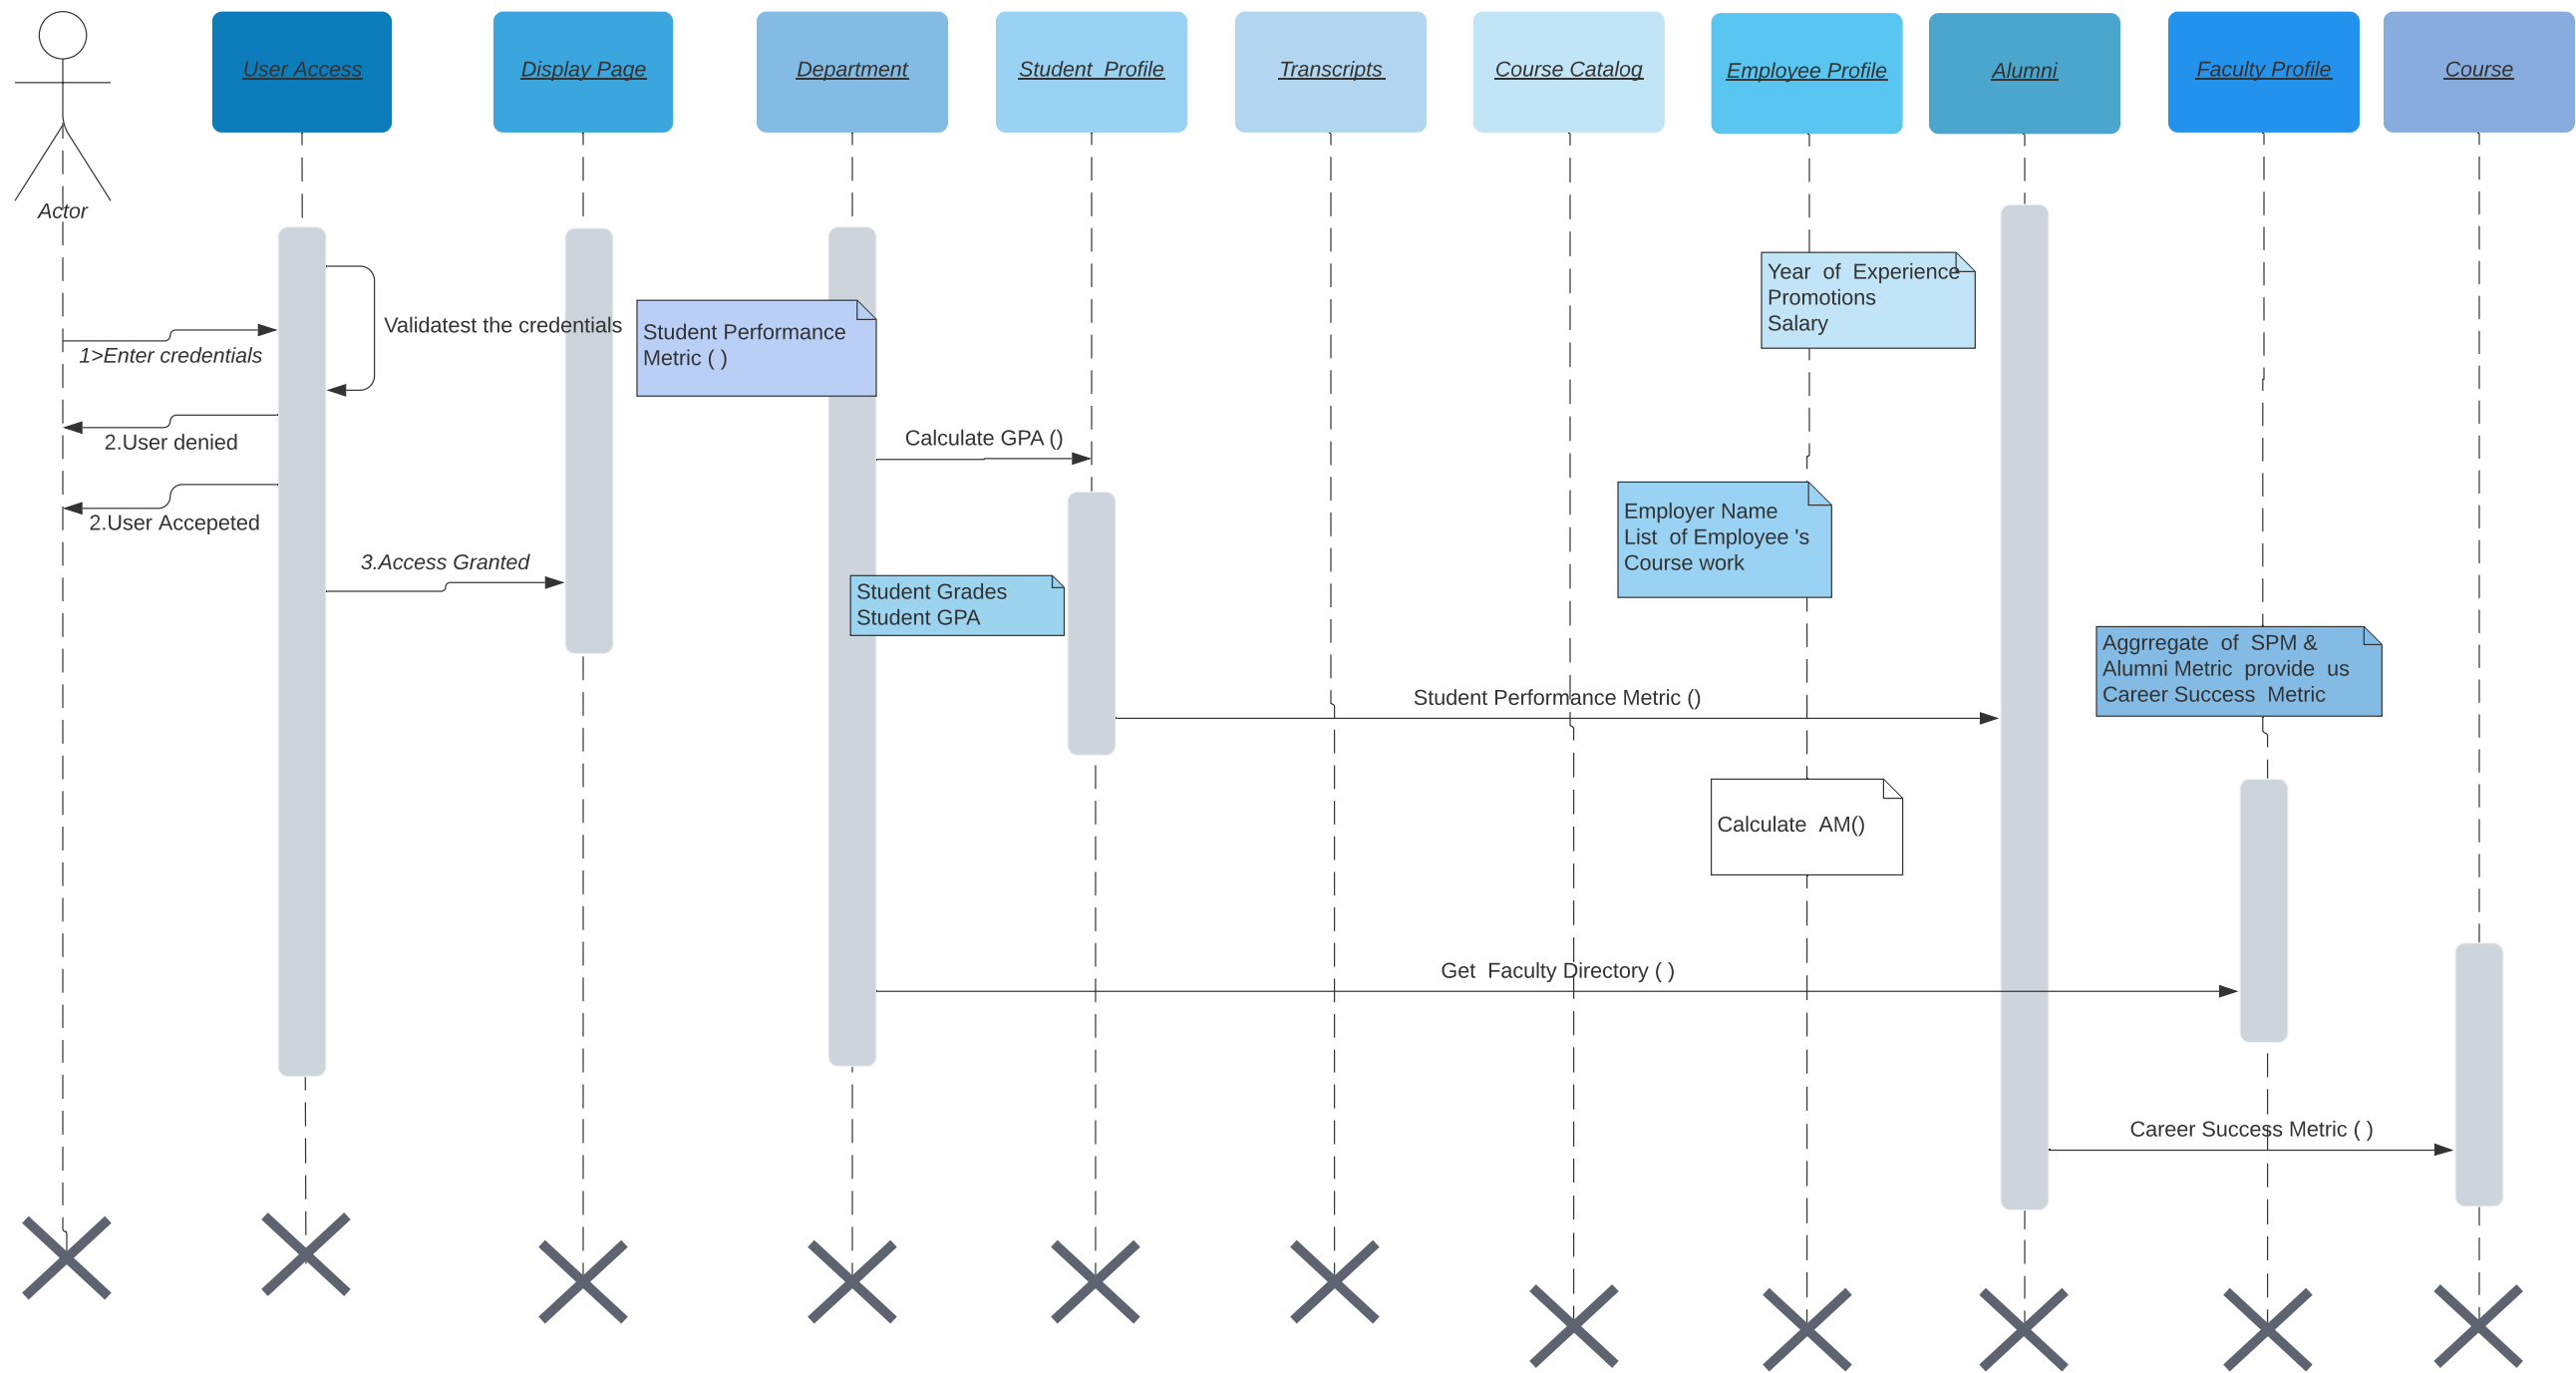 User Access
Display Page
Department
Student  Profile
Transcripts
Course Catalog
Employee Profile
Alumni
Faculty Profile
Course
Actor
Year  of  Experience
Promotions
Salary
Validatest the credentials
Student Performance
Metric ( )
1>Enter credentials
2.User denied
Calculate GPA ()
2.User Accepeted
Employer Name
List  of Employee 's
Course work
3.Access Granted
Student Grades
Student GPA
Aggrregate  of  SPM &
Alumni Metric  provide  us
Career Success  Metric
Student Performance Metric ()
Calculate  AM()
Get  Faculty Directory ( )
Career Success Metric ( )